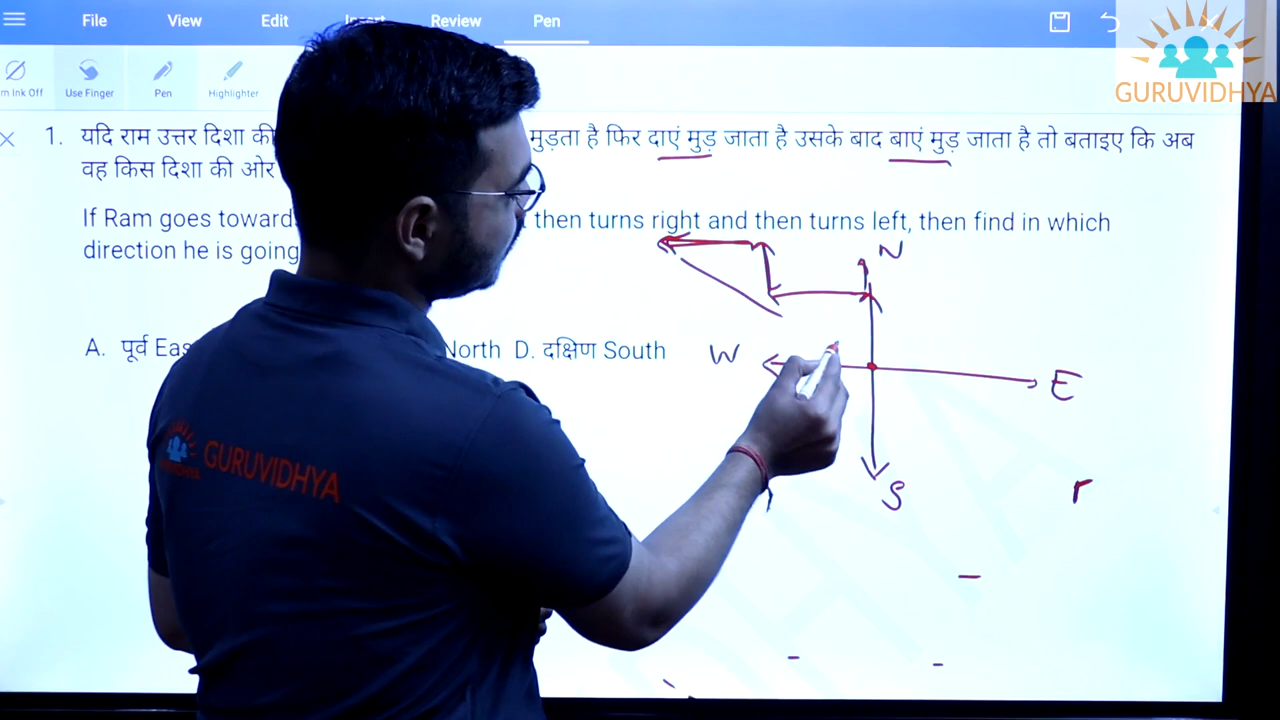 File View Edit Insert Review Pen
Ink Off Use Finger Pen Highlighter
GURUVIDHYA
1. यदि राम उत्तर दिशा की मुड़ता है फिर दाएं मुड़ जाता है उसके बाद बाएं मुड़ जाता है तो बताइए कि अब
वह किस दिशा की ओर
If Ram goes then turns right and then turns left, then find in which
direction he is going
N
A. पूर्व North D. दक्षिण South
W
E
S
r
GURUVIDHYA